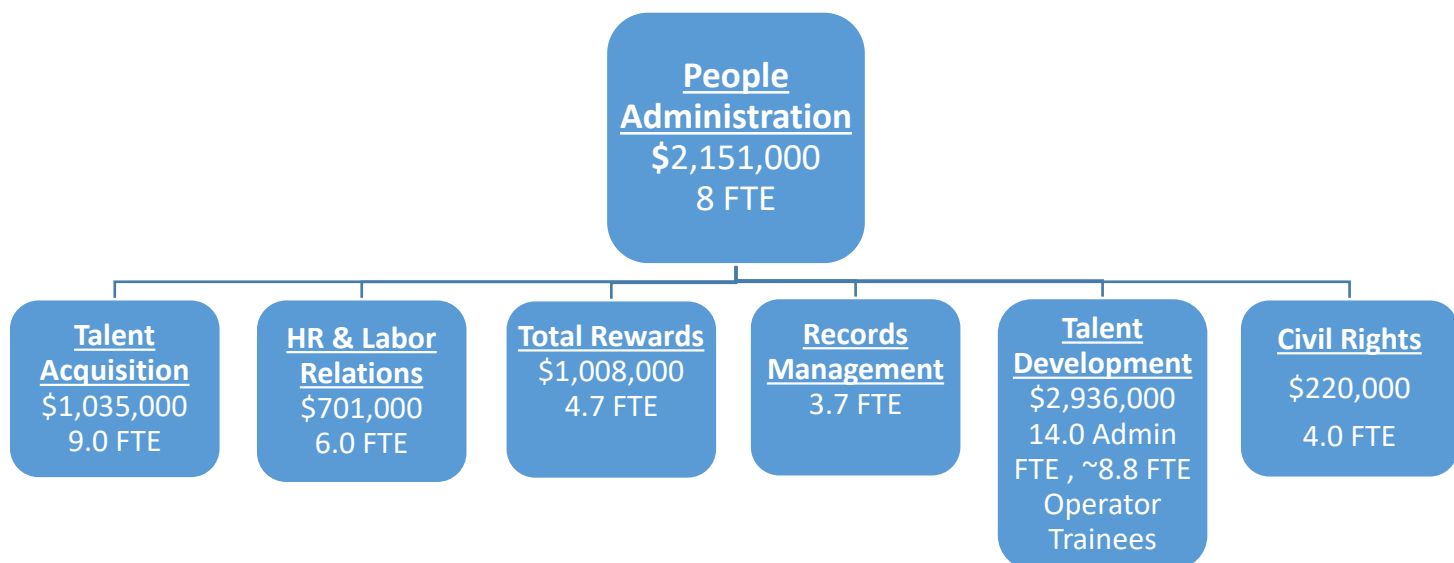 People
Administration
$2,151,000
8 FTE
Talent
Acquisition
$1,035,000
9.0 FTE
HR & Labor
Relations
$701,000
6.0 FTE
Total Rewards
$1,008,000
4.7 FTE
Records
Management
3.7 FTE
Talent
Development
$2,936,000
14.0 Admin
FTE , ~8.8 FTE
Operator
Trainees
Civil Rights
$220,000
4.0 FTE